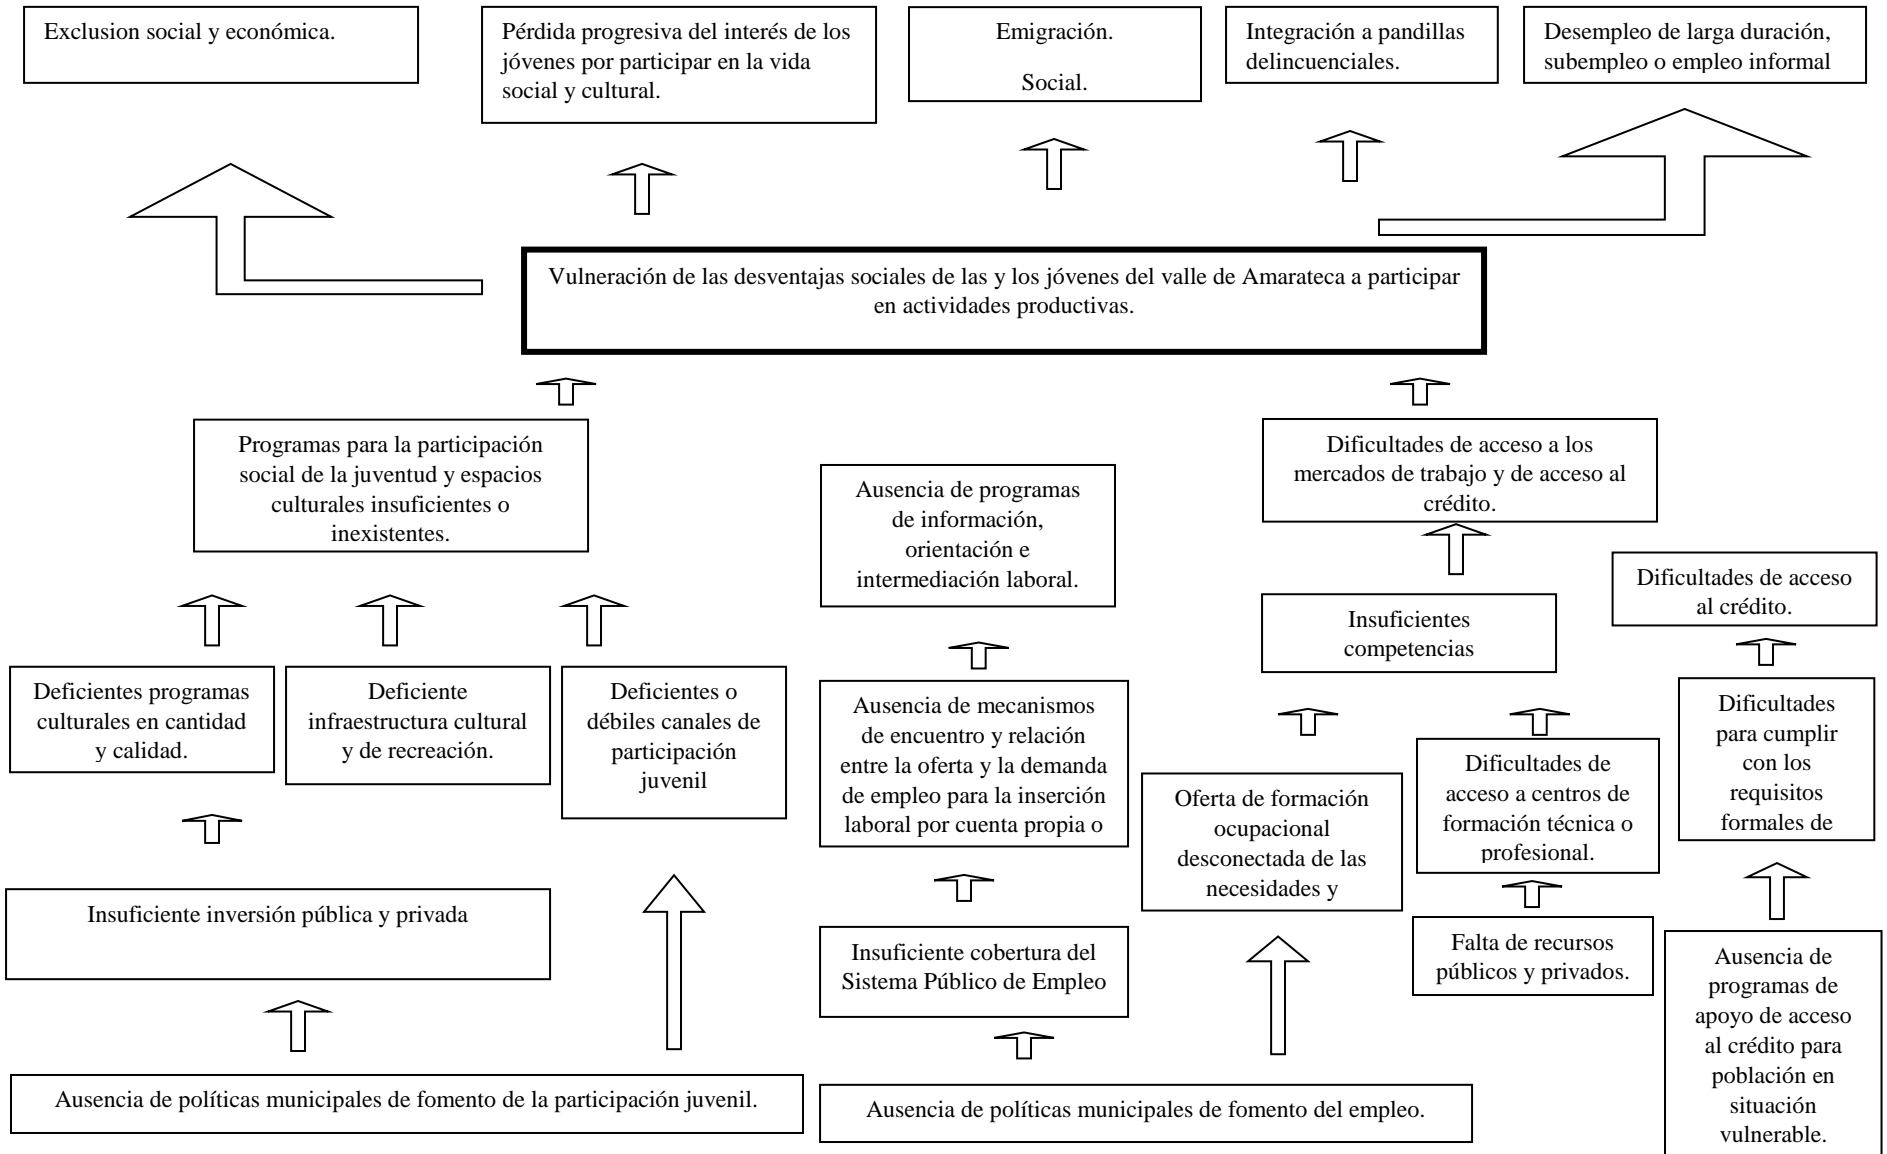 Exclusion social y económica.
Pérdida progresiva del interés de los
jóvenes por participar en la vida
social y cultural.
Emigración.
Social.
Integración a pandillas
delincuenciales.
Desempleo de larga duración,
subempleo o empleo informal
Vulneración de las desventajas sociales de las y los jóvenes del valle de Amarateca a participar
en actividades productivas.
Programas para la participación
social de la juventud y espacios
culturales insuficientes o
inexistentes.
Ausencia de programas
de información,
orientación e
intermediación laboral.
Dificultades de acceso a los
mercados de trabajo y de acceso al
crédito.
Insuficientes
competencias
Dificultades de acceso
al crédito.
Deficientes programas
culturales en cantidad
y calidad.
Deficiente
infraestructura cultural
y de recreación.
Deficientes o
débiles canales de
participación
juvenil
Ausencia de mecanismos
de encuentro y relación
entre la oferta y la demanda
de empleo para la inserción
laboral por cuenta propia o
Oferta de formación
ocupacional
desconectada de las
necesidades y
Dificultades de
acceso a centros de
formación técnica o
profesional.
Dificultades
para cumplir
con los
requisitos
formales de
Insuficiente inversión pública y privada
Insuficiente cobertura del
Sistema Público de Empleo
Falta de recursos
públicos y privados.
Ausencia de
programas de
apoyo de acceso
al crédito para
población en
situación
vulnerable.
Ausencia de políticas municipales de fomento de la participación juvenil.
Ausencia de políticas municipales de fomento del empleo.